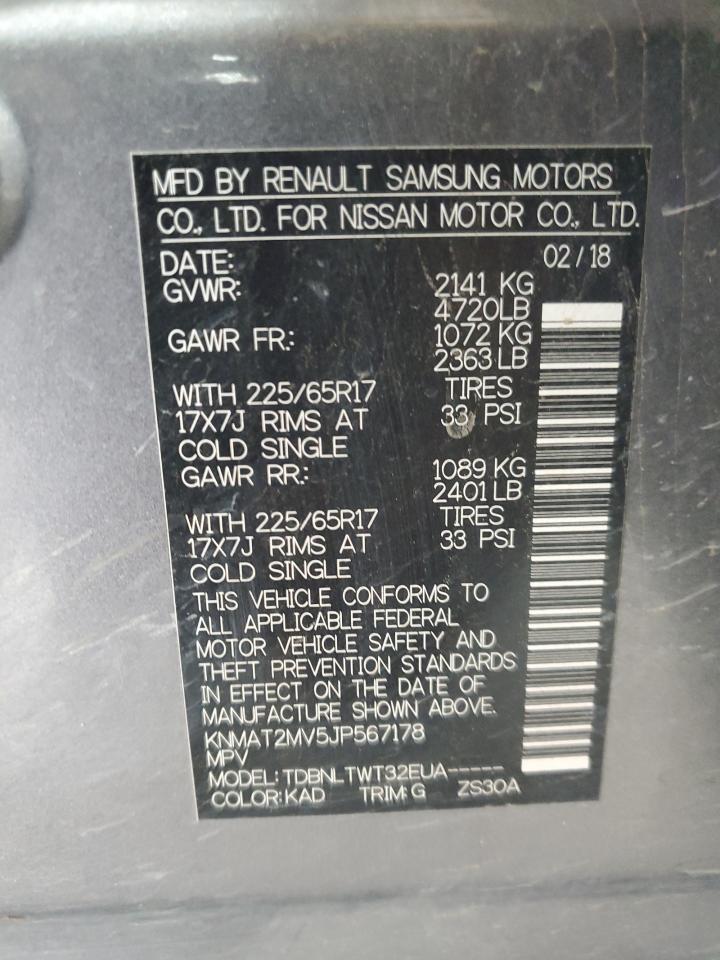 MFD BY RENAULT SAMSUNG MOTORS
CO., LTD. FOR NISSAN MOTOR CO., LTD.
DATE: 02/18
GVWR: 2141 KG
4720LB
GAWR FR.: 1072 KG
2363 LB
WITH 225/65R17 TIRES
17X7J RIMS AT 33 PSI
COLD SINGLE
GAWR RR.: 1089 KG
2401 LB
WITH 225/65R17 TIRES
17X7J RIMS AT 33 PSI
COLD SINGLE
THIS VEHICLE CONFORMS TO
ALL APPLICABLE FEDERAL
MOTOR VEHICLE SAFETY AND
THEFT PREVENTION STANDARDS
IN EFFECT ON THE DATE OF
MANUFACTURE SHOWN ABOVE.
KNMAT2MV5JP567178
MPV
MODEL: TDBNLTWT32EUA-----
COLOR: KAD TRIM: G ZS30A